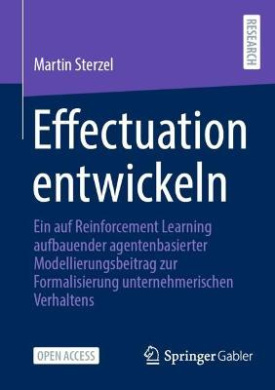 RESEARCH
Martin Sterzel
Effectuation
entwickeln
Ein auf Reinforcement Learning
aufbauender agentenbasierter
Modellierungsbeitrag zur
Formalisierung unternehmerischen
Verhaltens
OPEN ACCESS
Springer Gabler